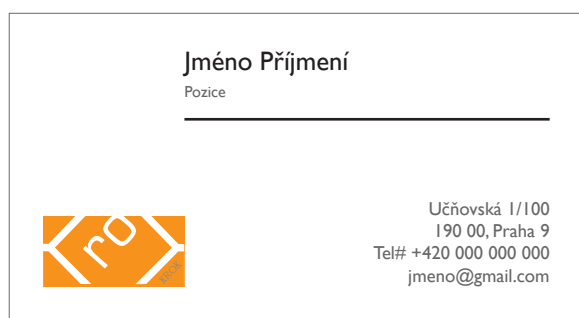 Jméno Příjmení
Pozice
Učňovská 1/100
190 00, Praha 9
Tel# +420 000 000 000
jmeno@gmail.com
ro